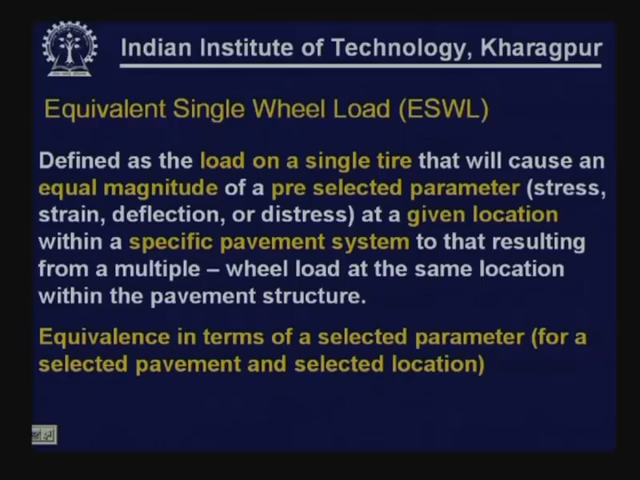 Indian Institute of Technology, Kharagpur
Equivalent Single Wheel Load (ESWL)
Defined as the load on a single tire that will cause an
equal magnitude of a pre selected parameter (stress,
strain, deflection, or distress) at a given location
within a specific pavement system to that resulting
from a multiple – wheel load at the same location
within the pavement structure.
Equivalence in terms of a selected parameter (for a
selected pavement and selected location)